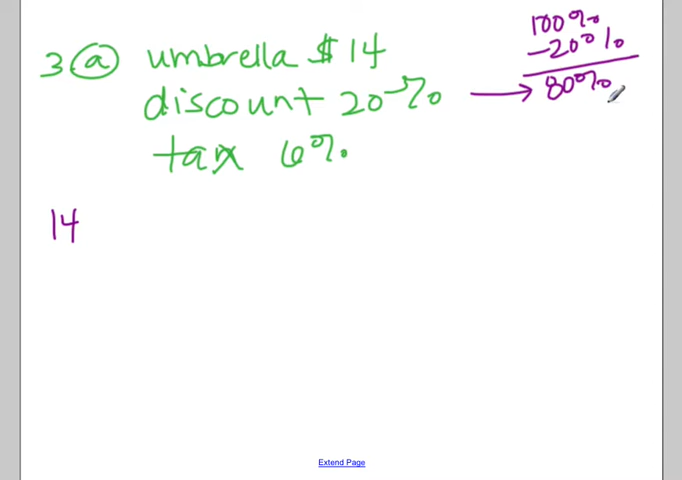 3 a umbrella $14
discount 20%
tax 6%
100%
-20%
80%
14
Extend Page